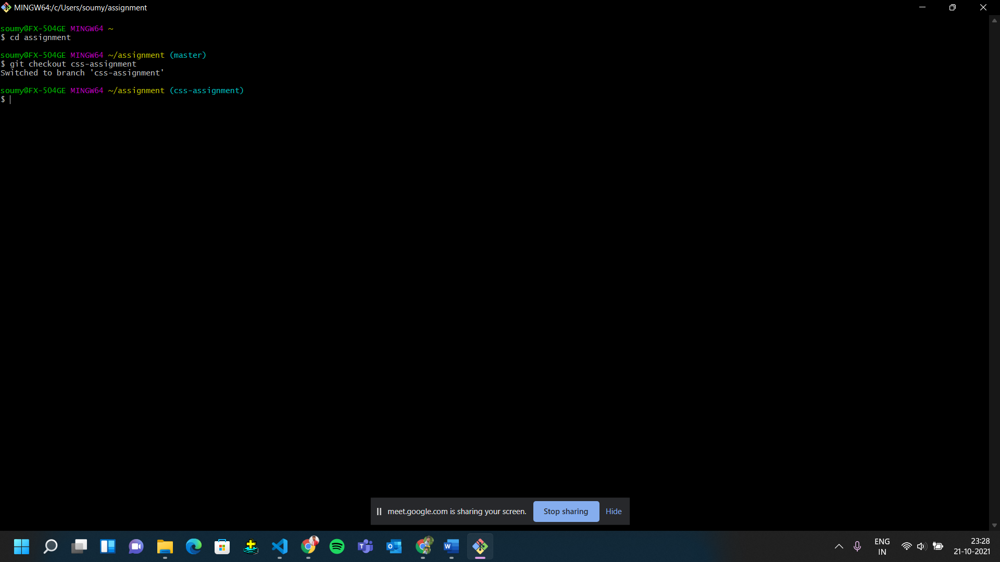 MINGW64:/c/Users/soumy/assignment
soumy@FX-504GE MINGW64 ~
$ cd assignment
soumy@FX-504GE MINGW64 ~/assignment (master)
$ git checkout css-assignment
Switched to branch 'css-assignment'
soumy@FX-504GE MINGW64 ~/assignment (css-assignment)
$
meet.google.com is sharing your screen. Stop sharing Hide
ENG
IN
23:28
21-10-2021